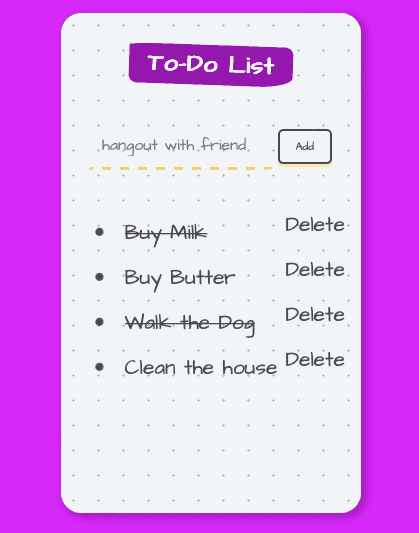 To-Do List
hangout with friend
Add
Buy Milk
Delete
Buy Butter
Delete
Walk the Dog
Delete
Clean the house
Delete